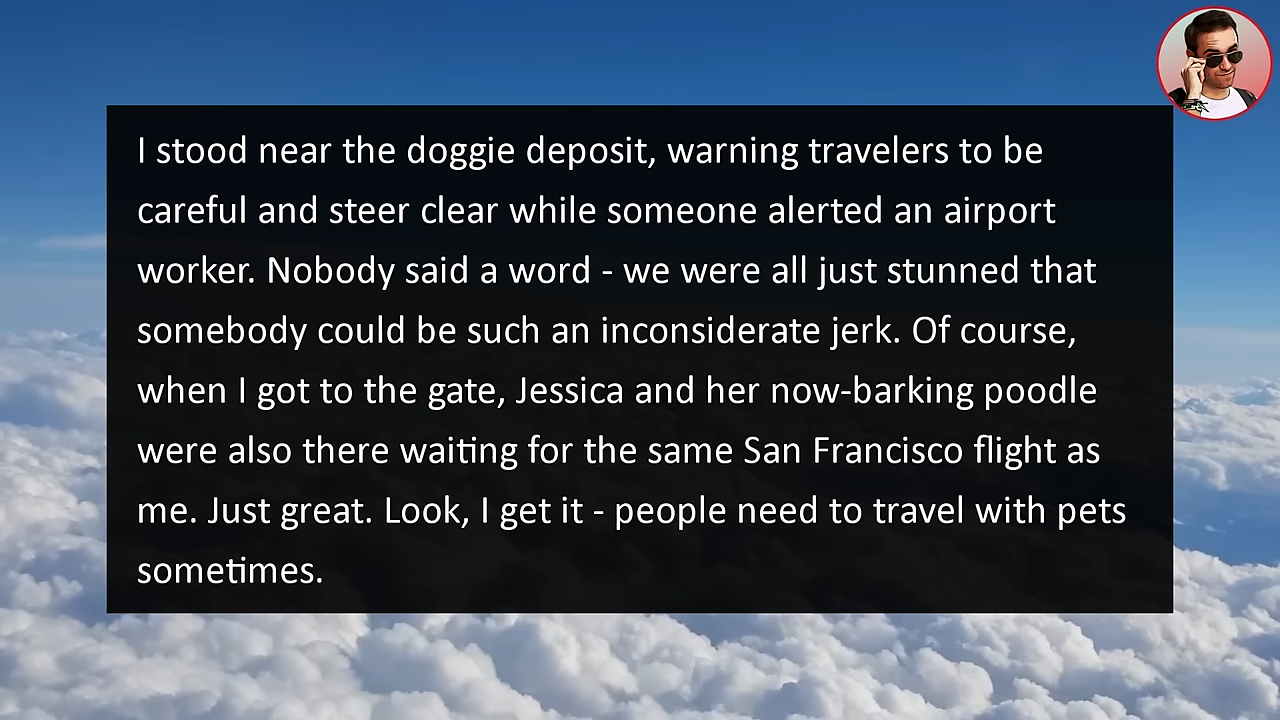 I stood near the doggie deposit, warning travelers to be
careful and steer clear while someone alerted an airport
worker. Nobody said a word - we were all just stunned that
somebody could be such an inconsiderate jerk. Of course,
when I got to the gate, Jessica and her now-barking poodle
were also there waiting for the same San Francisco flight as
me. Just great. Look, I get it - people need to travel with pets
sometimes.